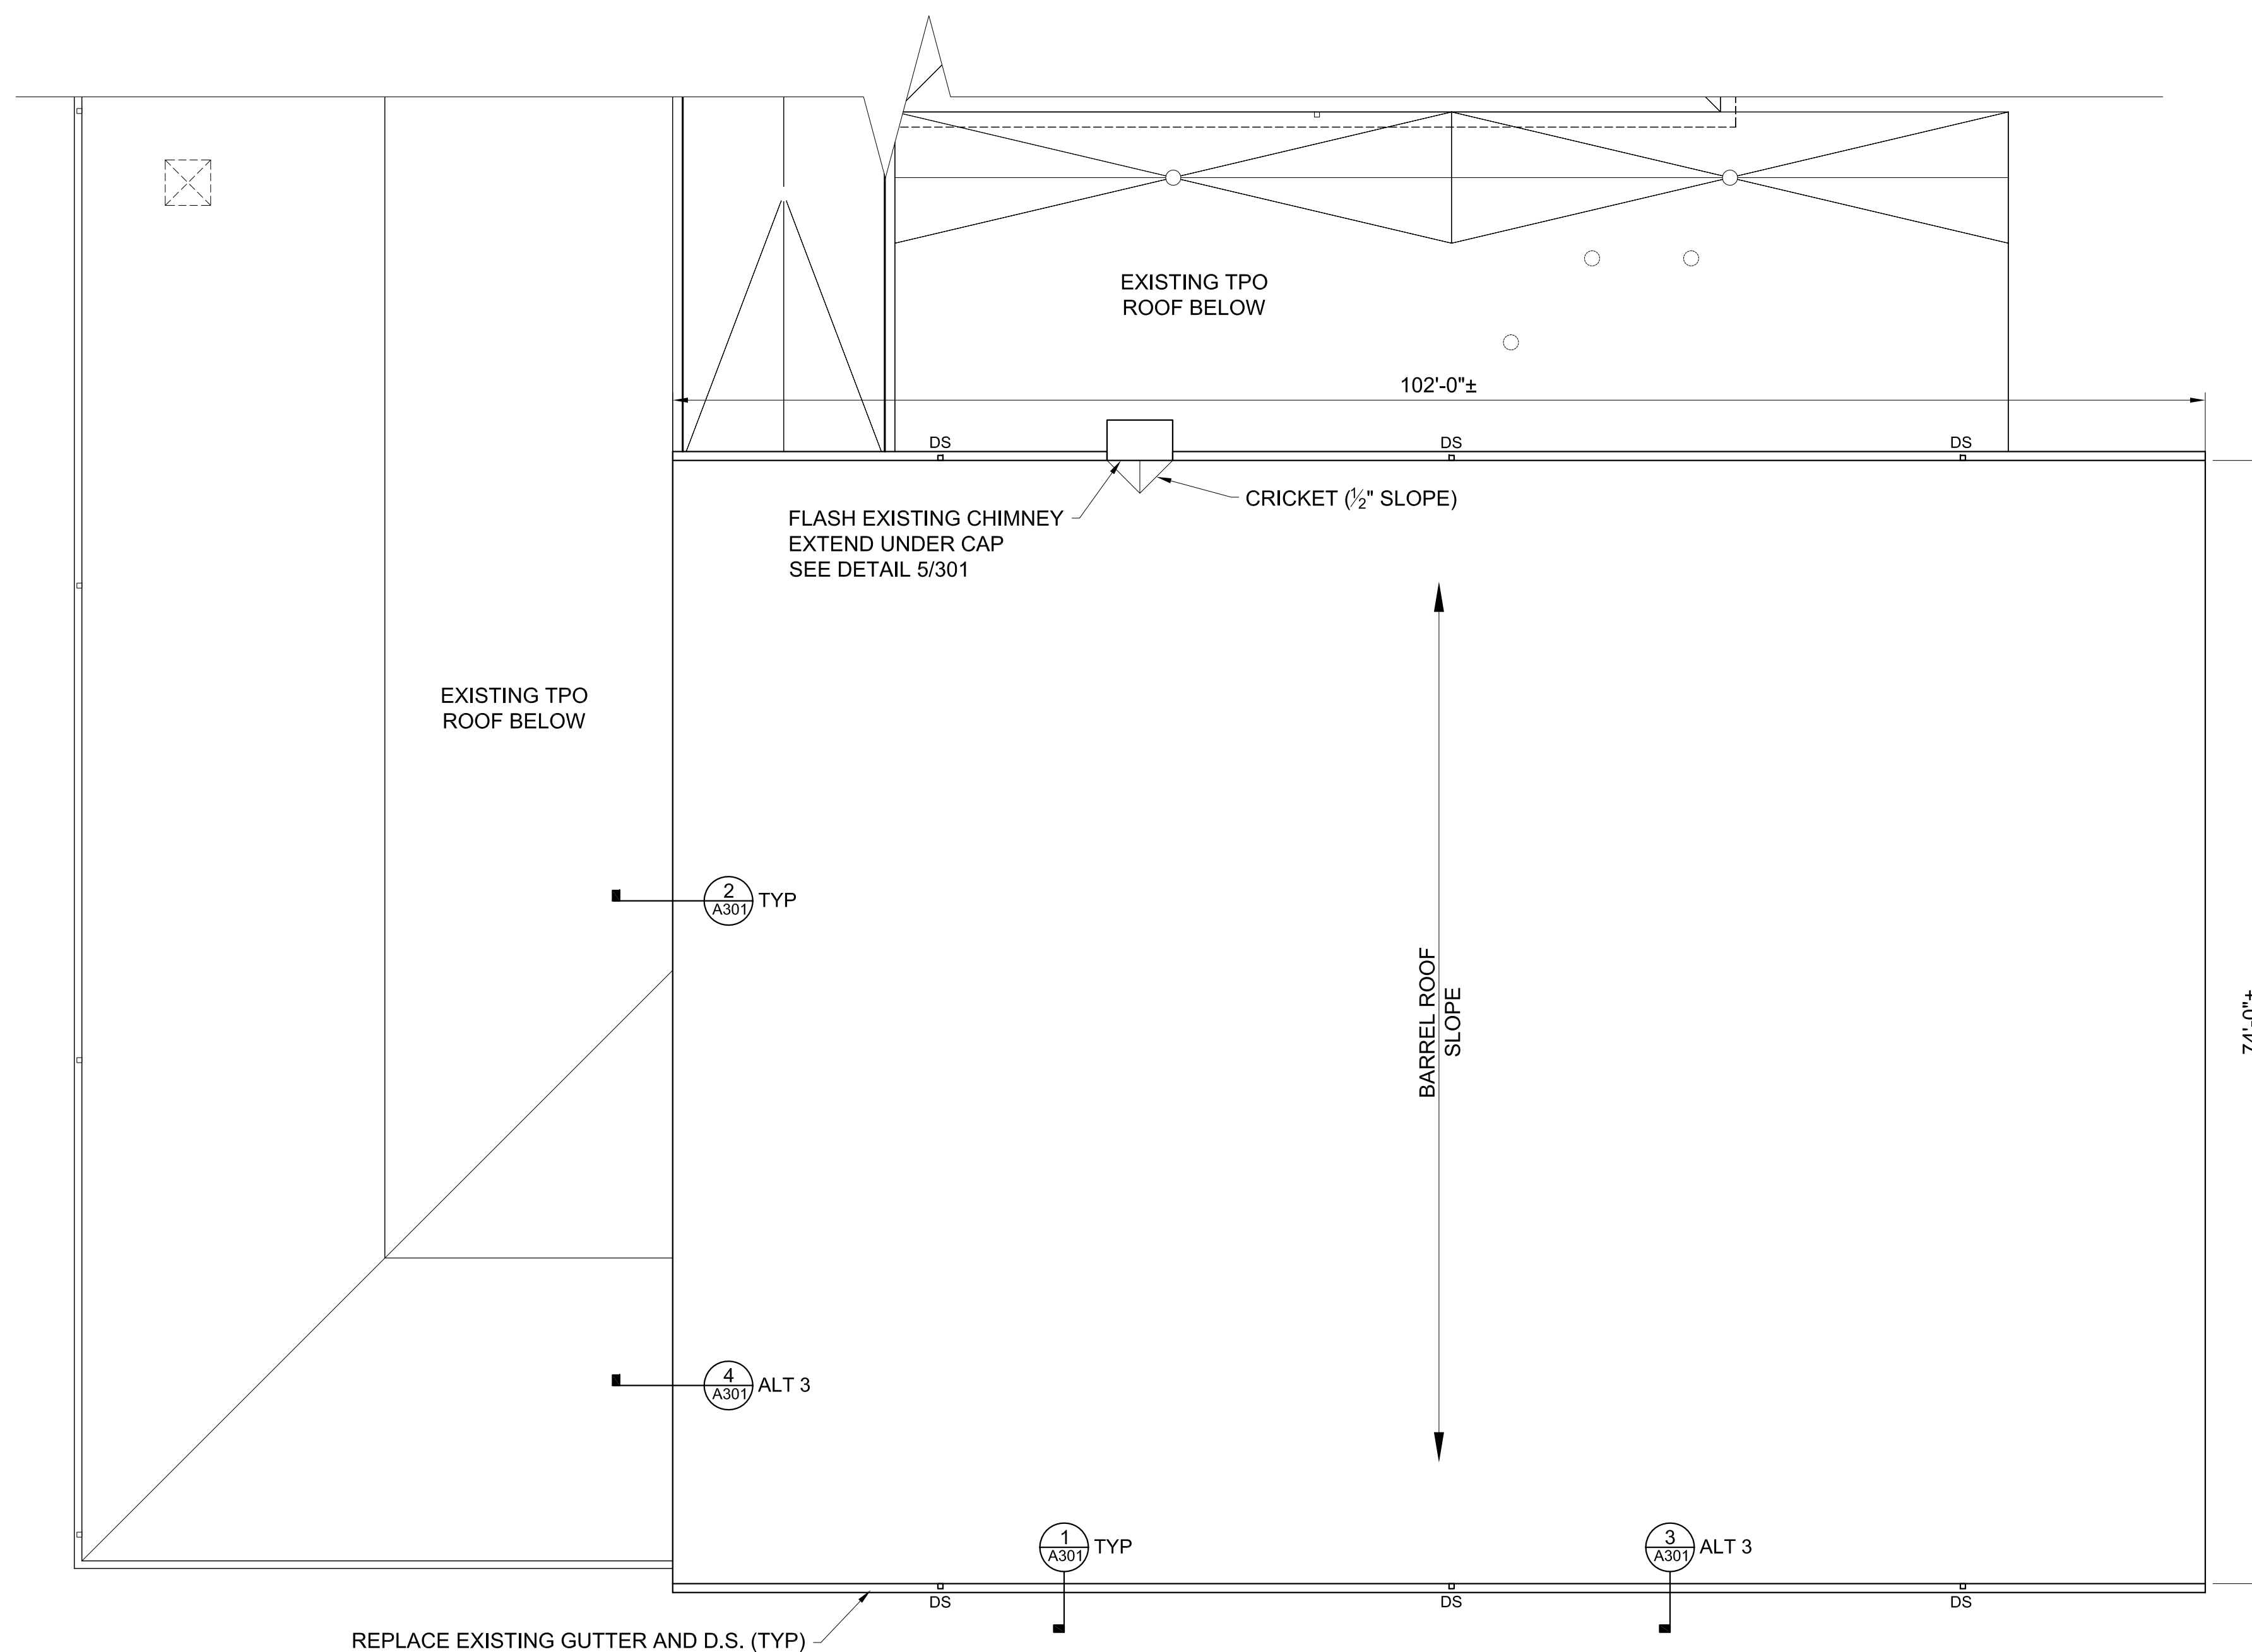 EXISTING TPO
ROOF BELOW
102'-0"±
DS
DS
DS
CRICKET (½" SLOPE)
FLASH EXISTING CHIMNEY
EXTEND UNDER CAP
SEE DETAIL 5/301
EXISTING TPO
ROOF BELOW
2
A301
TYP
BARREL ROOF
SLOPE
74'-0"±
4
A301
ALT 3
1
A301
TYP
3
A301
ALT 3
DS
DS
DS
REPLACE EXISTING GUTTER AND D.S. (TYP)